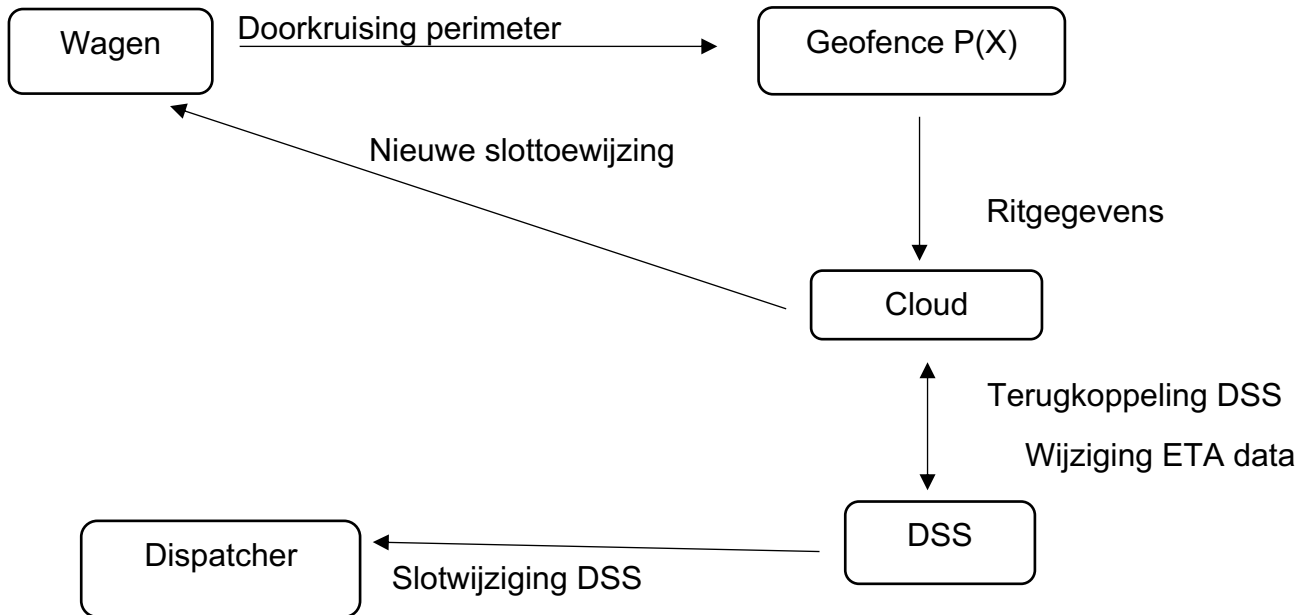 Wagen
Doorkruising perimeter
Geofence P(X)
Nieuwe slottoewijzing
Ritgegevens
Cloud
Terugkoppeling DSS
Wijziging ETA data
DSS
Dispatcher
Slotwijziging DSS